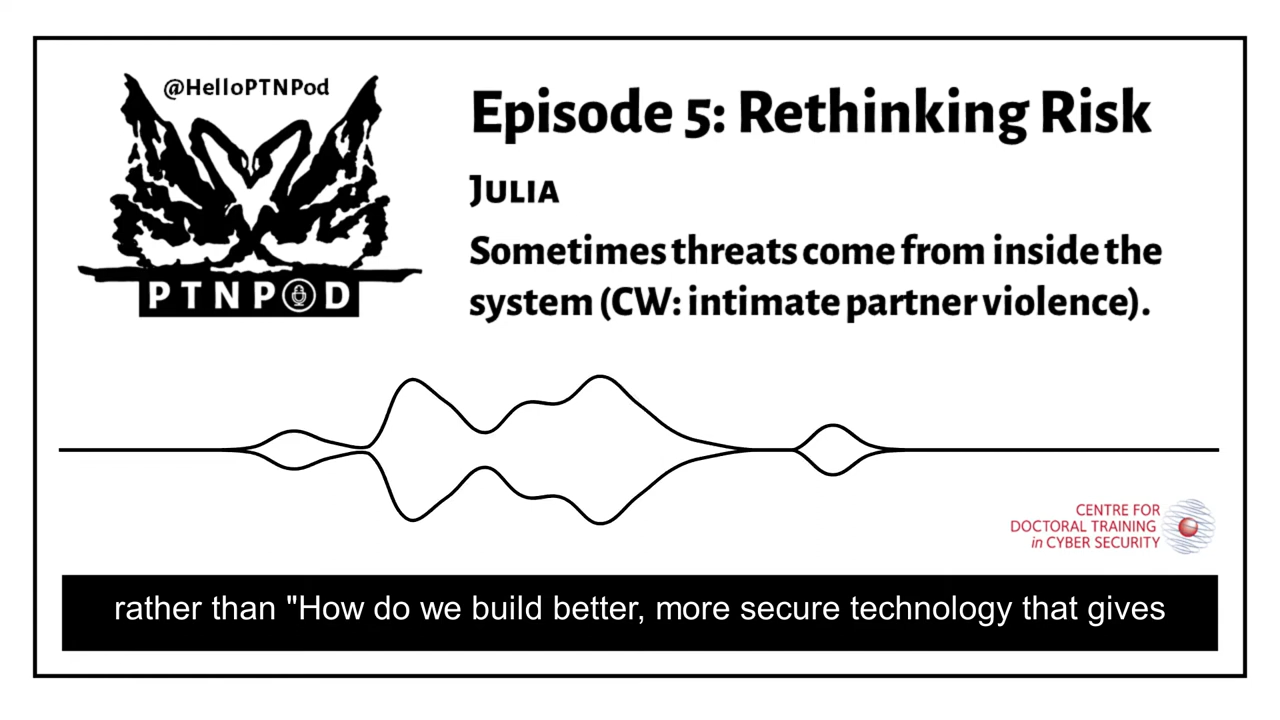 @HelloPTNPod
PTNPOD
Episode 5: Rethinking Risk
JULIA
Sometimes threats come from inside the
system (CW: intimate partner violence).
CENTRE FOR
DOCTORAL TRAINING
in CYBER SECURITY
rather than "How do we build better, more secure technology that gives